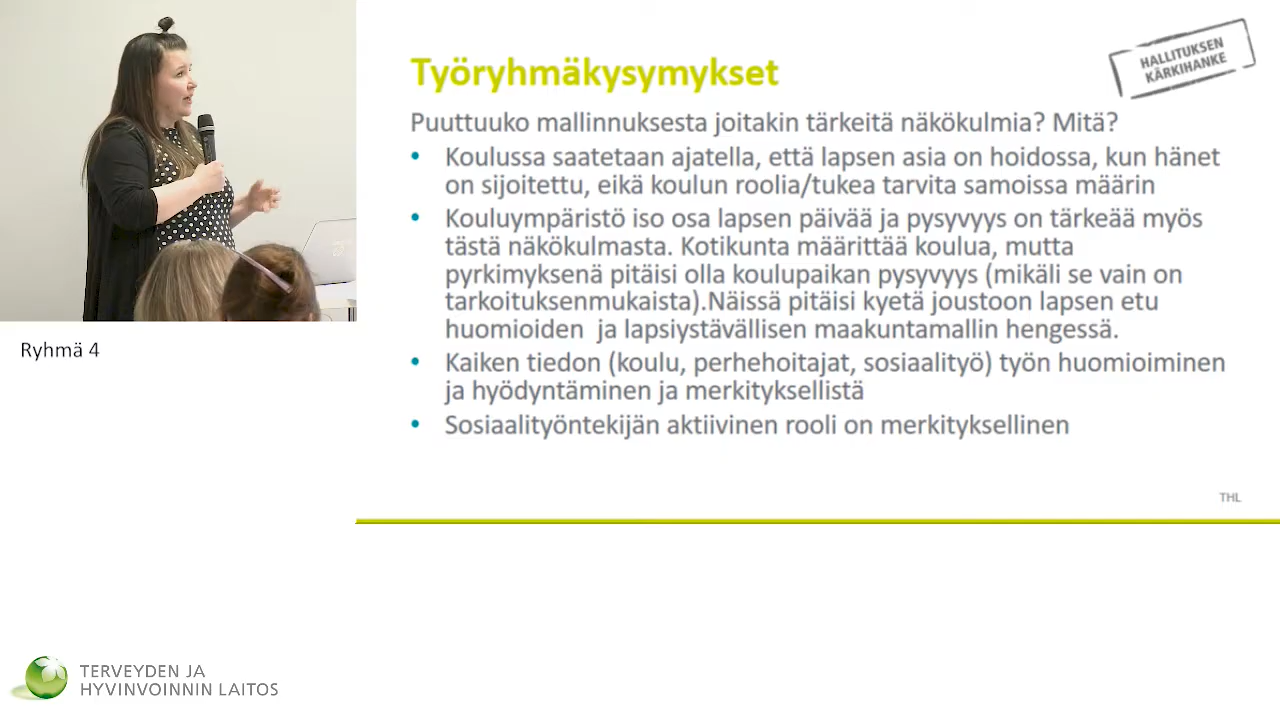 HALLITUKSEN
KÄRKIHANKE
Työryhmäkysymykset
Puuttuuko mallinnuksesta joitakin tärkeitä näkökulmia? Mitä?
• Koulussa saatetaan ajatella, että lapsen asia on hoidossa, kun hänet
on sijoitettu, eikä koulun roolia/tukea tarvita samoissa määrin
• Kouluympäristö iso osa lapsen päivää ja pysyvyys on tärkeää myös
tästä näkökulmasta. Kotikunta määrittää koulua, mutta
pyrkimyksenä pitäisi olla koulupaikan pysyvyys (mikäli se vain on
tarkoituksenmukaista).Näissä pitäisi kyetä joustoon lapsen etu
huomioiden  ja lapsiystävällisen maakuntamallin hengessä.
• Kaiken tiedon (koulu, perhehoitajat, sosiaalityö) työn huomioiminen
ja hyödyntäminen ja merkityksellistä
• Sosiaalityöntekijän aktiivinen rooli on merkityksellinen
THL
Ryhmä 4
TERVEYDEN JA
HYVINVOINNIN LAITOS